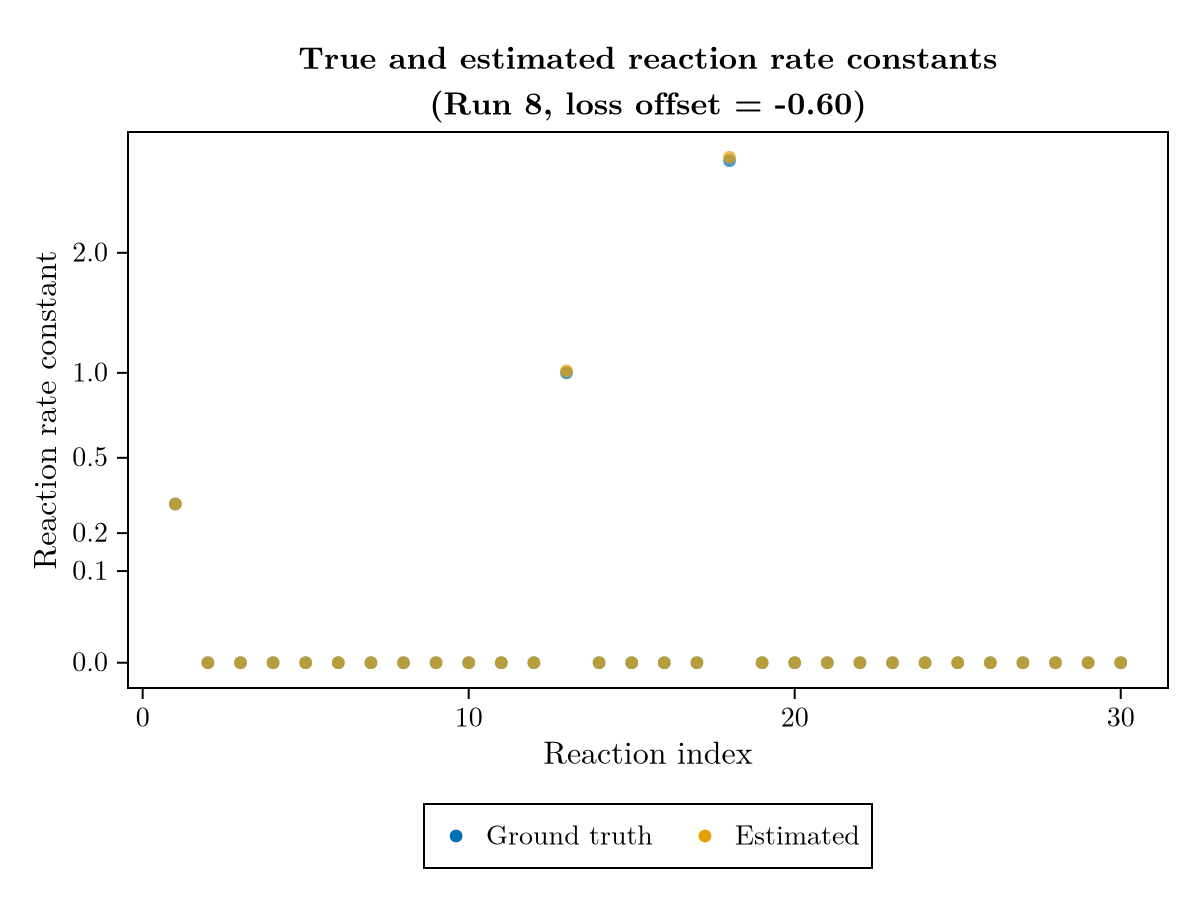 True and estimated reaction rate constants
(Run 8, loss offset = -0.60)
Reaction rate constant
2.0
1.0
0.5
0.2
0.1
0.0
0 10 20 30
Reaction index
Ground truth Estimated